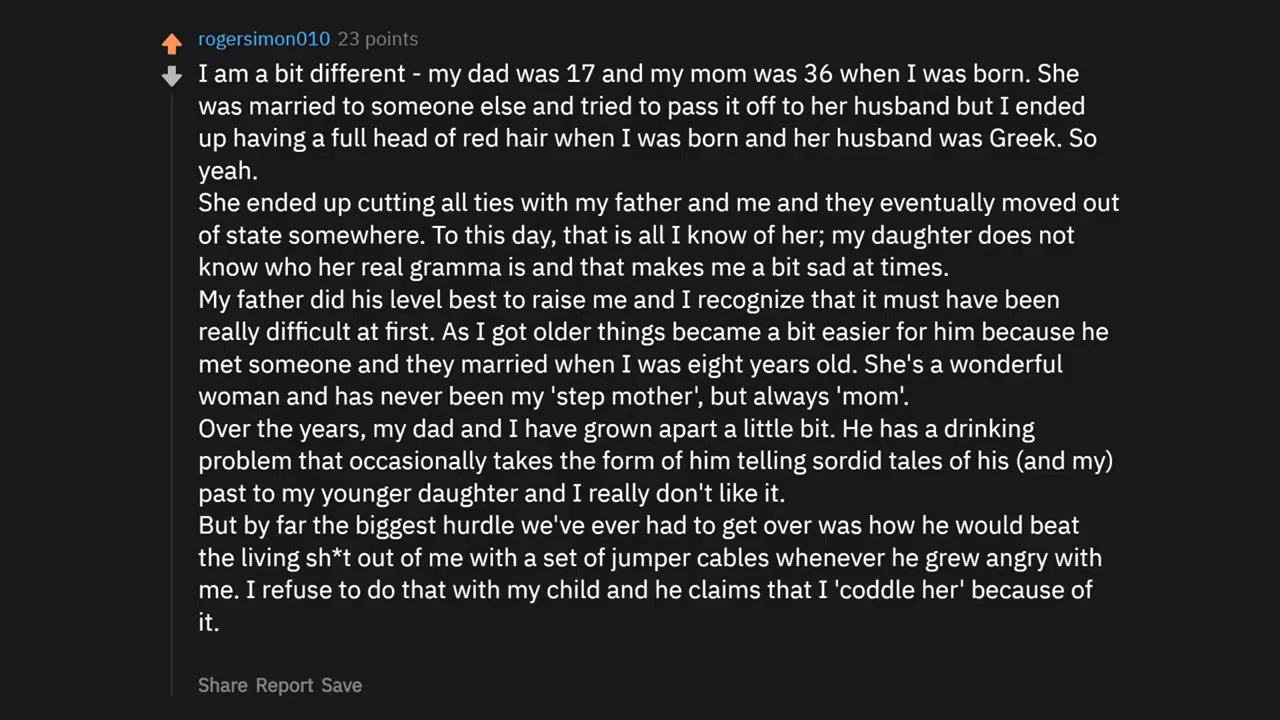 rogersimon010 23 points
I am a bit different - my dad was 17 and my mom was 36 when I was born. She
was married to someone else and tried to pass it off to her husband but I ended
up having a full head of red hair when I was born and her husband was Greek. So
yeah.
She ended up cutting all ties with my father and me and they eventually moved out
of state somewhere. To this day, that is all I know of her; my daughter does not
know who her real gramma is and that makes me a bit sad at times.
My father did his level best to raise me and I recognize that it must have been
really difficult at first. As I got older things became a bit easier for him because he
met someone and they married when I was eight years old. She's a wonderful
woman and has never been my 'step mother', but always 'mom'.
Over the years, my dad and I have grown apart a little bit. He has a drinking
problem that occasionally takes the form of him telling sordid tales of his (and my)
past to my younger daughter and I really don't like it.
But by far the biggest hurdle we've ever had to get over was how he would beat
the living sh*t out of me with a set of jumper cables whenever he grew angry with
me. I refuse to do that with my child and he claims that I 'coddle her' because of
it.
Share Report Save